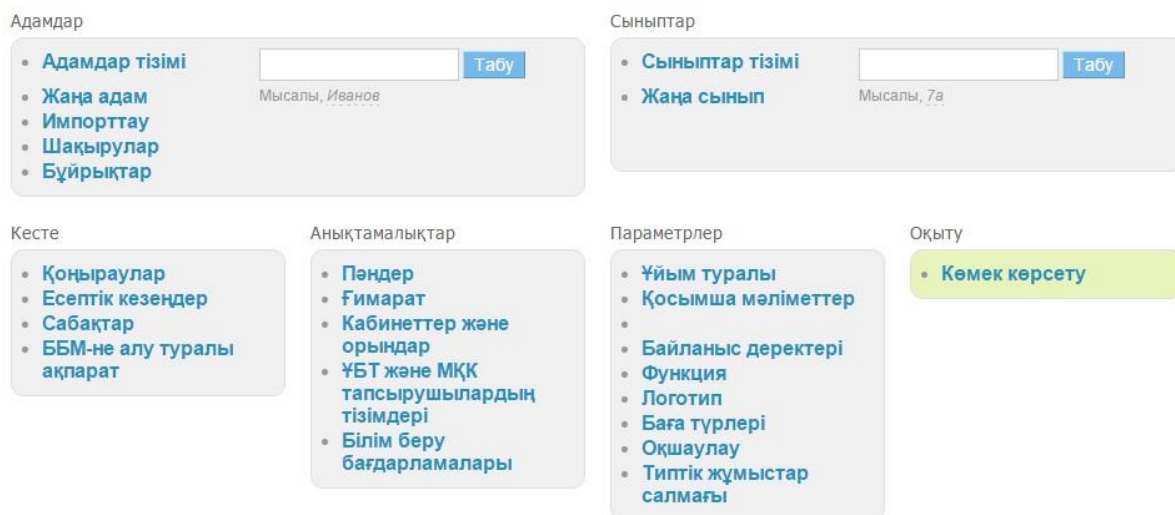 Адамдар
Адамдар тізімі
Табу
Жаңа адам
Мысалы, Иванов
Импорттау
Шақырулар
Бұйрықтар
Сыныптар
Сыныптар тізімі
Табу
Жаңа сынып
Мысалы, 7а
Кесте
Қоңыраулар
Есептік кезеңдер
Сабақтар
ББМ-не алу туралы
ақпарат
Анықтамалықтар
Пәндер
Ғимарат
Кабинеттер және
орындар
ҰБТ және МҚК
тапсырушылардың
тізімдері
Білім беру
бағдарламалары
Параметрлер
Ұйым туралы
Қосымша мәліметтер
Байланыс деректері
Функция
Логотип
Баға түрлері
Оқшаулау
Типтік жұмыстар
салмағы
Оқыту
Көмек көрсету